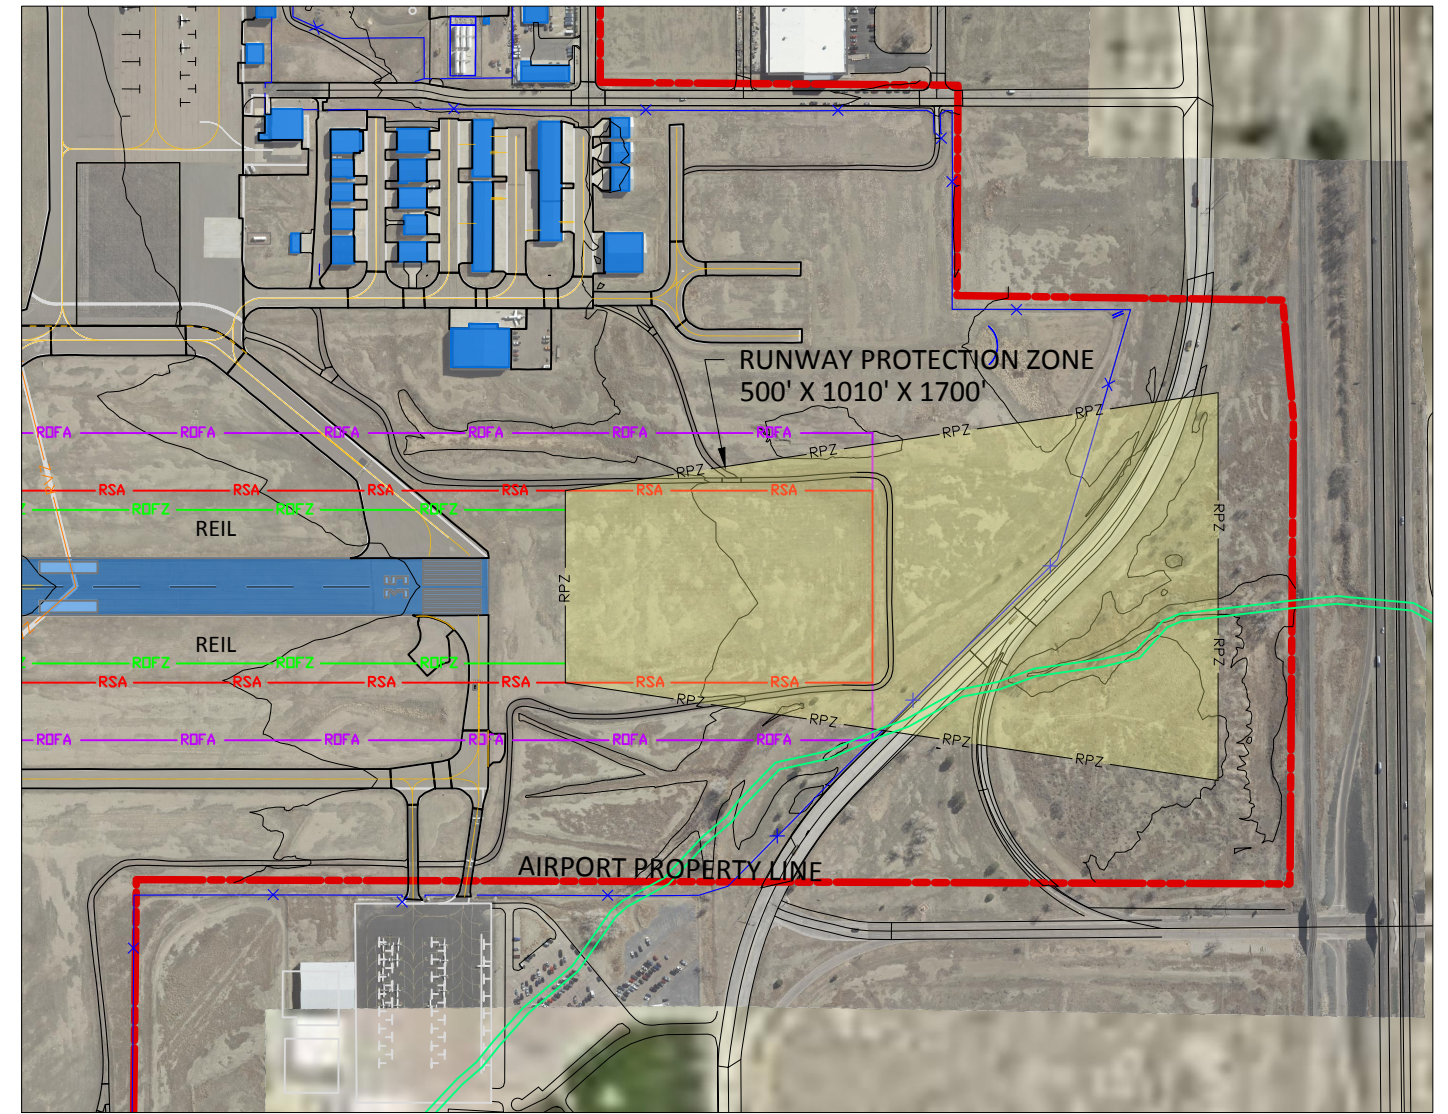 RUNWAY PROTECTION ZONE
500' X 1010' X 1700'
RPZ
RPZ
RPZ
RPZ
ROFA ROFA ROFA ROFA ROFA ROFA
RSA RSA RSA RSA RSA RSA
ROFZ ROFZ ROFZ
RPZ
REIL
RPZ
REIL
RPZ
ROFZ ROFZ ROFZ
RSA RSA RSA RSA RSA RSA
RPZ
RPZ
RPZ
RPZ
ROFA ROFA ROFA ROFA ROFA ROFA
AIRPORT PROPERTY LINE